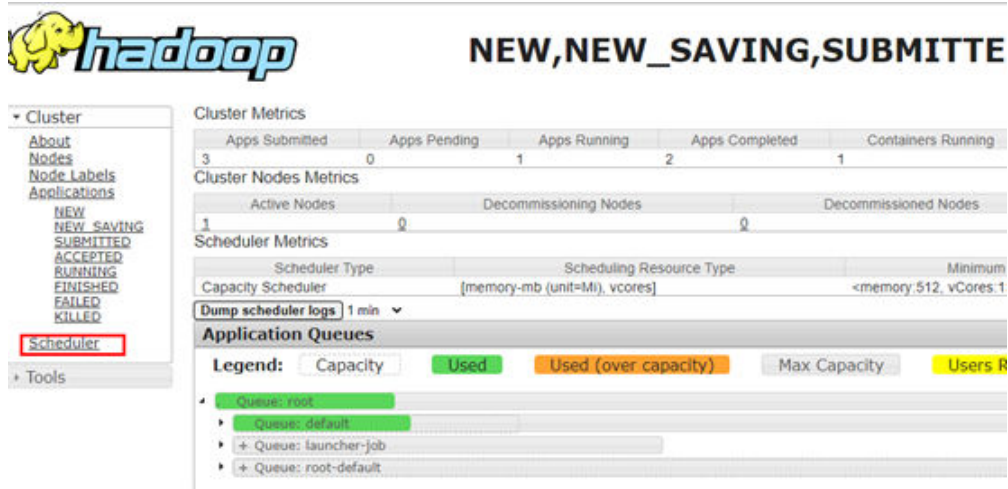 hadoop
NEW,NEW_SAVING,SUBMITTE
Cluster
About
Nodes
Node Labels
Applications
NEW
NEW_SAVING
SUBMITTED
ACCEPTED
RUNNING
FINISHED
FAILED
KILLED
Scheduler
Tools
Cluster Metrics
Apps Submitted Apps Pending Apps Running Apps Completed Containers Running
3 0 1 2 1
Cluster Nodes Metrics
Active Nodes Decommissioning Nodes Decommissioned Nodes
1 0 0
Scheduler Metrics
Scheduler Type Scheduling Resource Type Minimum
Capacity Scheduler [memory-mb (unit=Mi), vcores] <memory:512, vCores:1
Dump scheduler logs 1 min
Application Queues
Legend: Capacity Used Used (over capacity) Max Capacity Users R
Queue: root
Queue: default
+ Queue: launcher-job
+ Queue: root-default